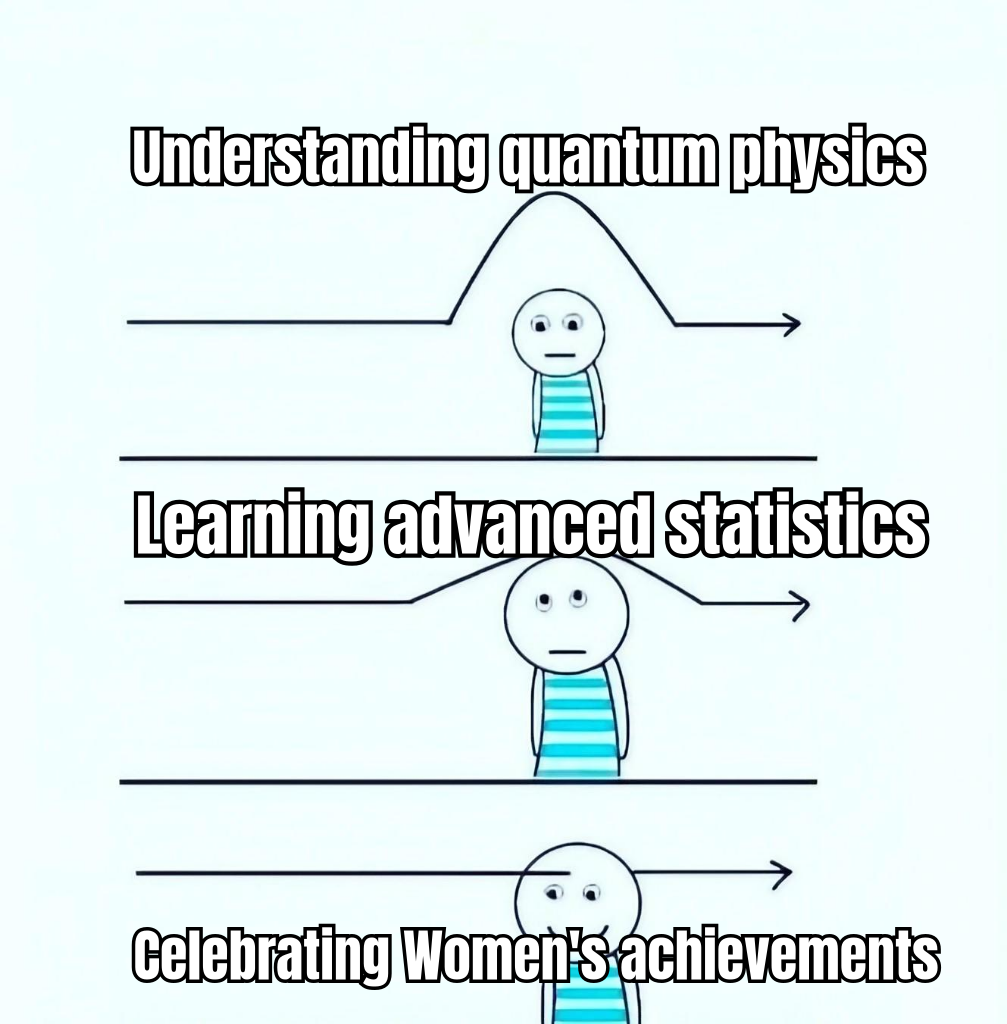 Understanding quantum physics
Learning advanced statistics
Celebrating Women's achievements